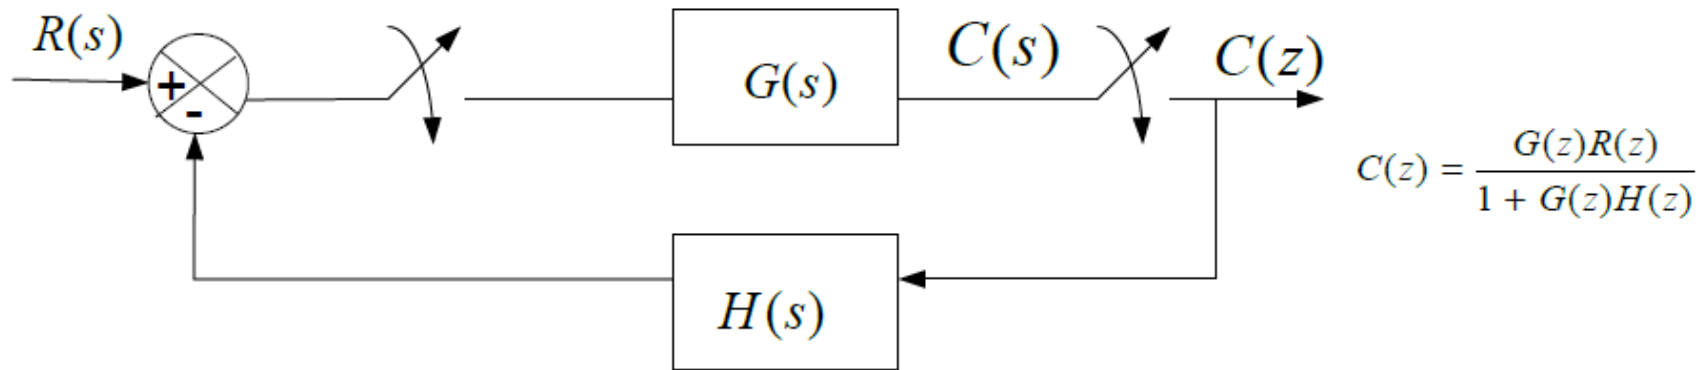 R(s)
+
-
G(s)
C(s)
C(z)
C(z) = G(z)R(z) / 1 + G(z)H(z)
H(s)